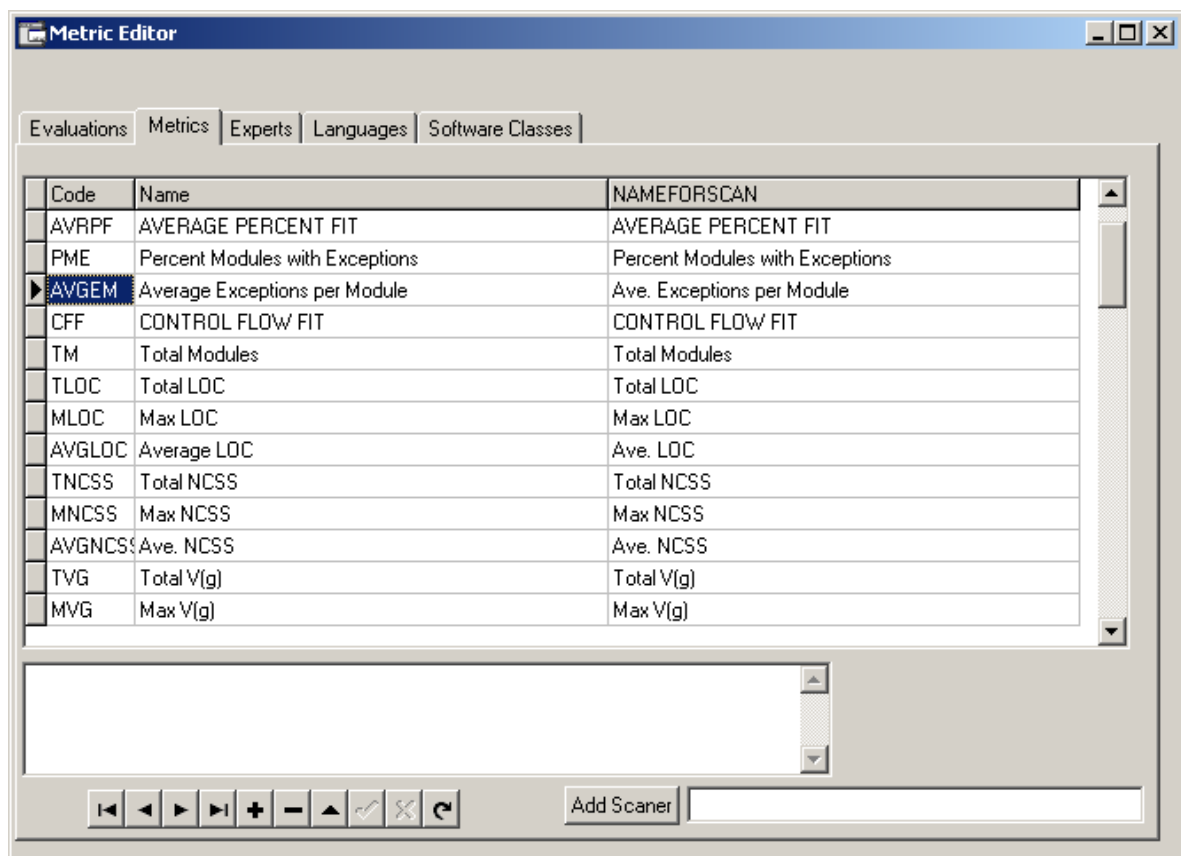 Metric Editor
Evaluations Metrics Experts Languages Software Classes
Code Name NAMEFORSCAN
AVRPF AVERAGE PERCENT FIT AVERAGE PERCENT FIT
PME Percent Modules with Exceptions Percent Modules with Exceptions
AVGEM Average Exceptions per Module Ave. Exceptions per Module
CFF CONTROL FLOW FIT CONTROL FLOW FIT
TM Total Modules Total Modules
TLOC Total LOC Total LOC
MLOC Max LOC Max LOC
AVGLOC Average LOC Ave. LOC
TNCSS Total NCSS Total NCSS
MNCSS Max NCSS Max NCSS
AVGNCSS Ave. NCSS Ave. NCSS
TVG Total V(g) Total V(g)
MVG Max V(g) Max V(g)
Add Scaner